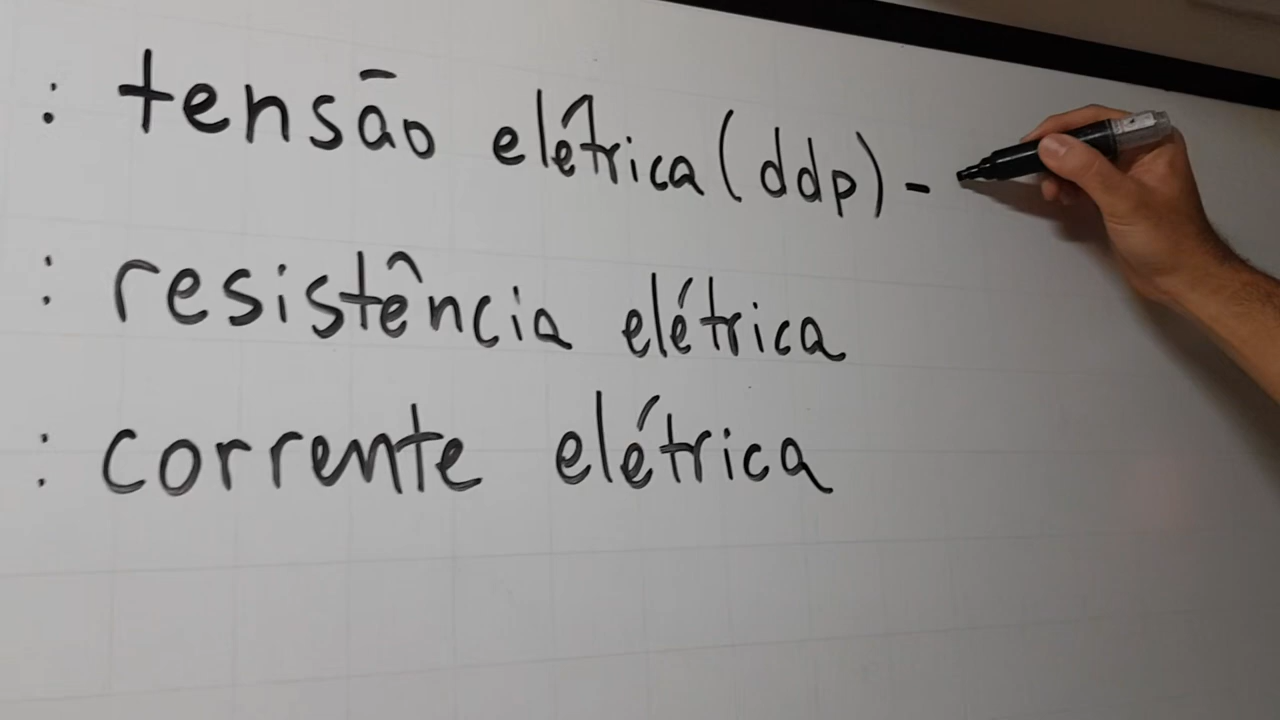 : tensão elétrica (ddp) -
: resistência elétrica
: corrente elétrica